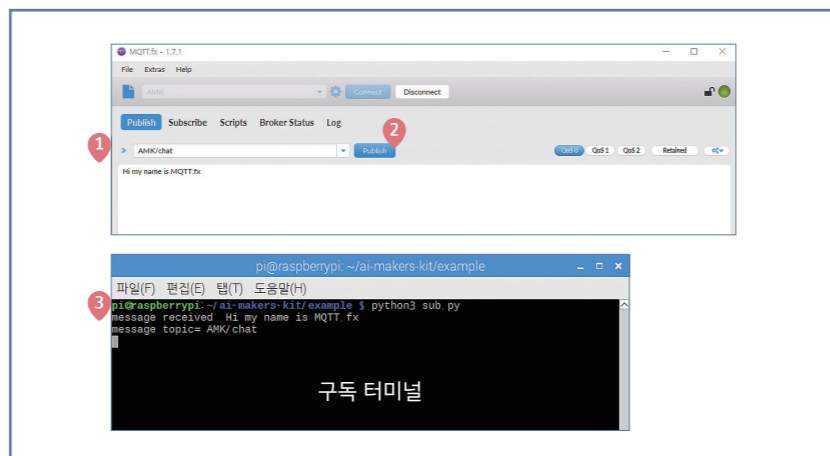 MQTT.fx - 1.7.1
File Extras Help
AMK Connect Disconnect
Publish Subscribe Scripts Broker Status Log
2
1
» AMK/chat Publish QoS 0 QoS 1 QoS 2 Retained
Hi my name is MQTT.fx
pi@raspberrypi: ~/ai-makers-kit/example
파일(F) 편집(E) 탭(T) 도움말(H)
3
pi@raspberrypi:~/ai-makers-kit/example $ python3 sub.py
message received  Hi my name is MQTT.fx
message topic= AMK/chat
구독 터미널